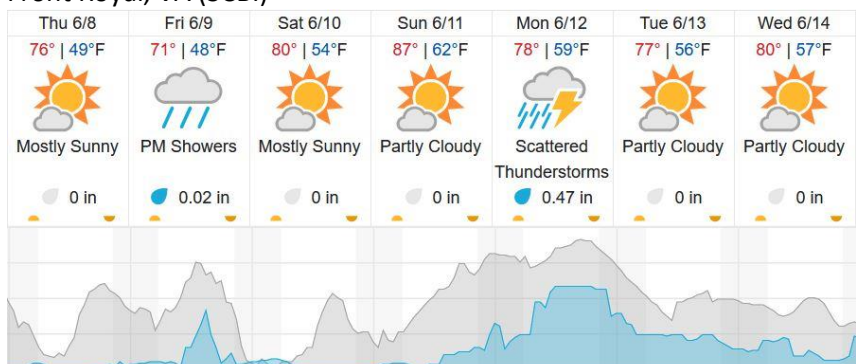 Thu 6/8 Fri 6/9 Sat 6/10 Sun 6/11 Mon 6/12 Tue 6/13 Wed 6/14
76° | 49°F 71° | 48°F 80° | 54°F 87° | 62°F 78° | 59°F 77° | 56°F 80° | 57°F
Mostly Sunny PM Showers Mostly Sunny Partly Cloudy Scattered Partly Cloudy Partly Cloudy
Thunderstorms
0 in 0.02 in 0 in 0 in 0.47 in 0 in 0 in